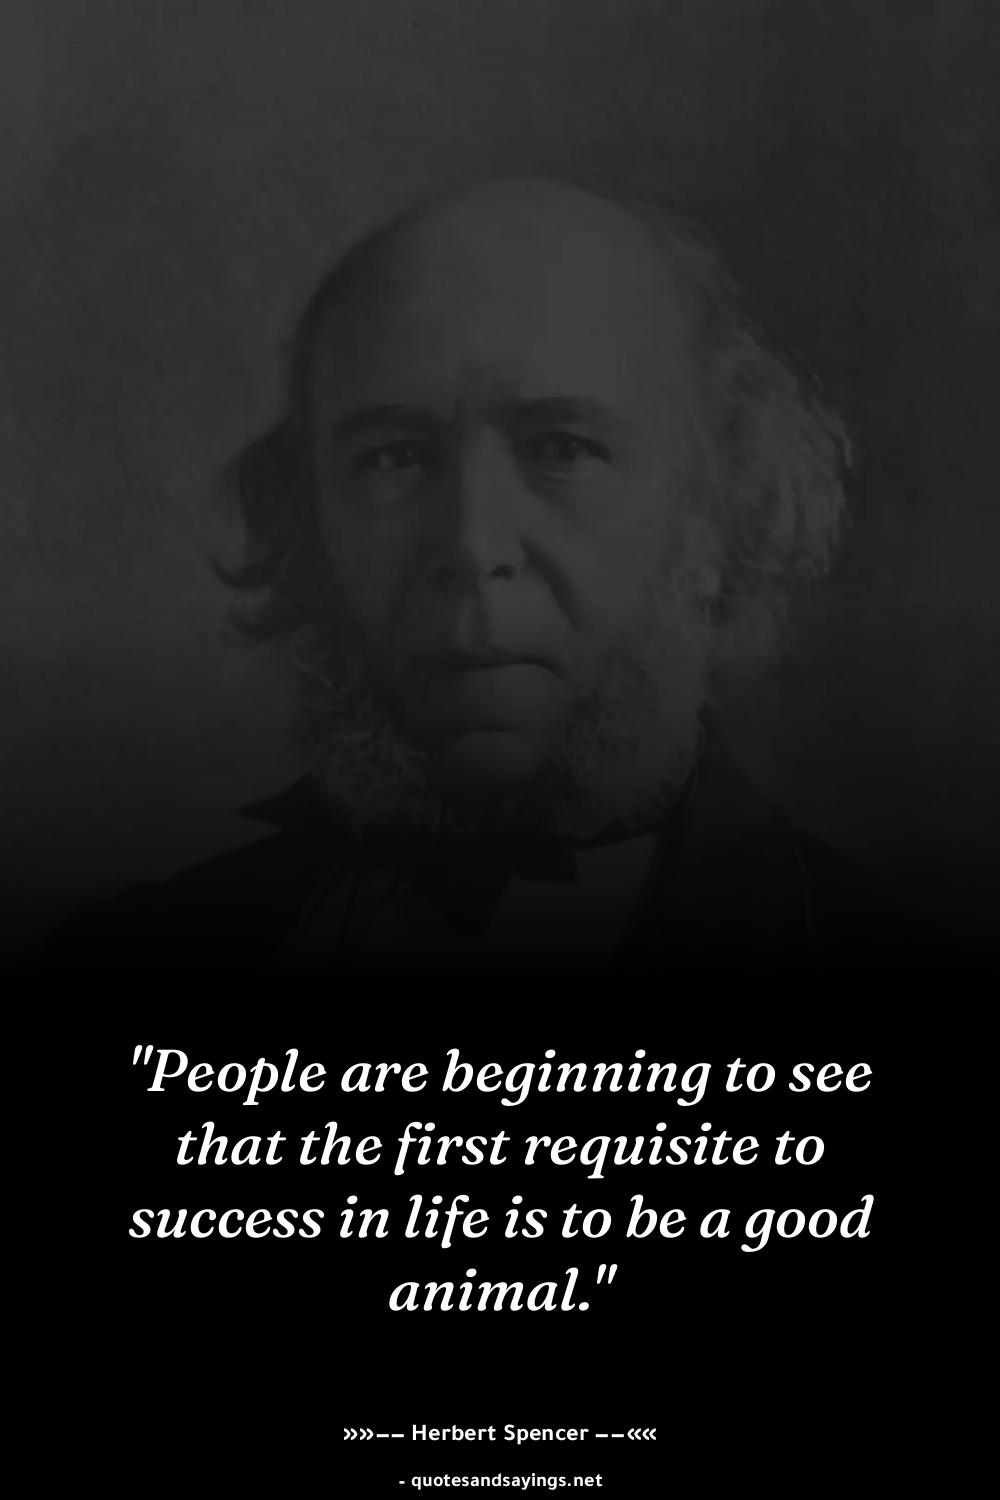 "People are beginning to see
that the first requisite to
success in life is to be a good
animal."
»»–– Herbert Spencer ––««
- quotesandsayings.net